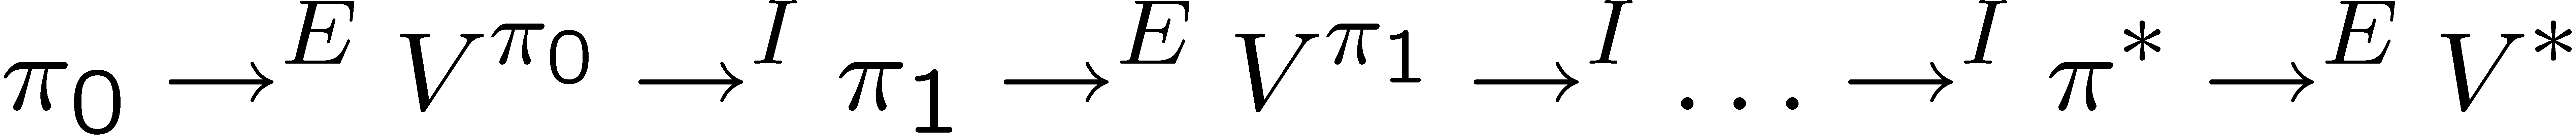 π₀ →ᴱ V^{π₀} →ᴵ π₁ →ᴱ V^{π₁} →ᴵ ... →ᴵ π* →ᴱ V*